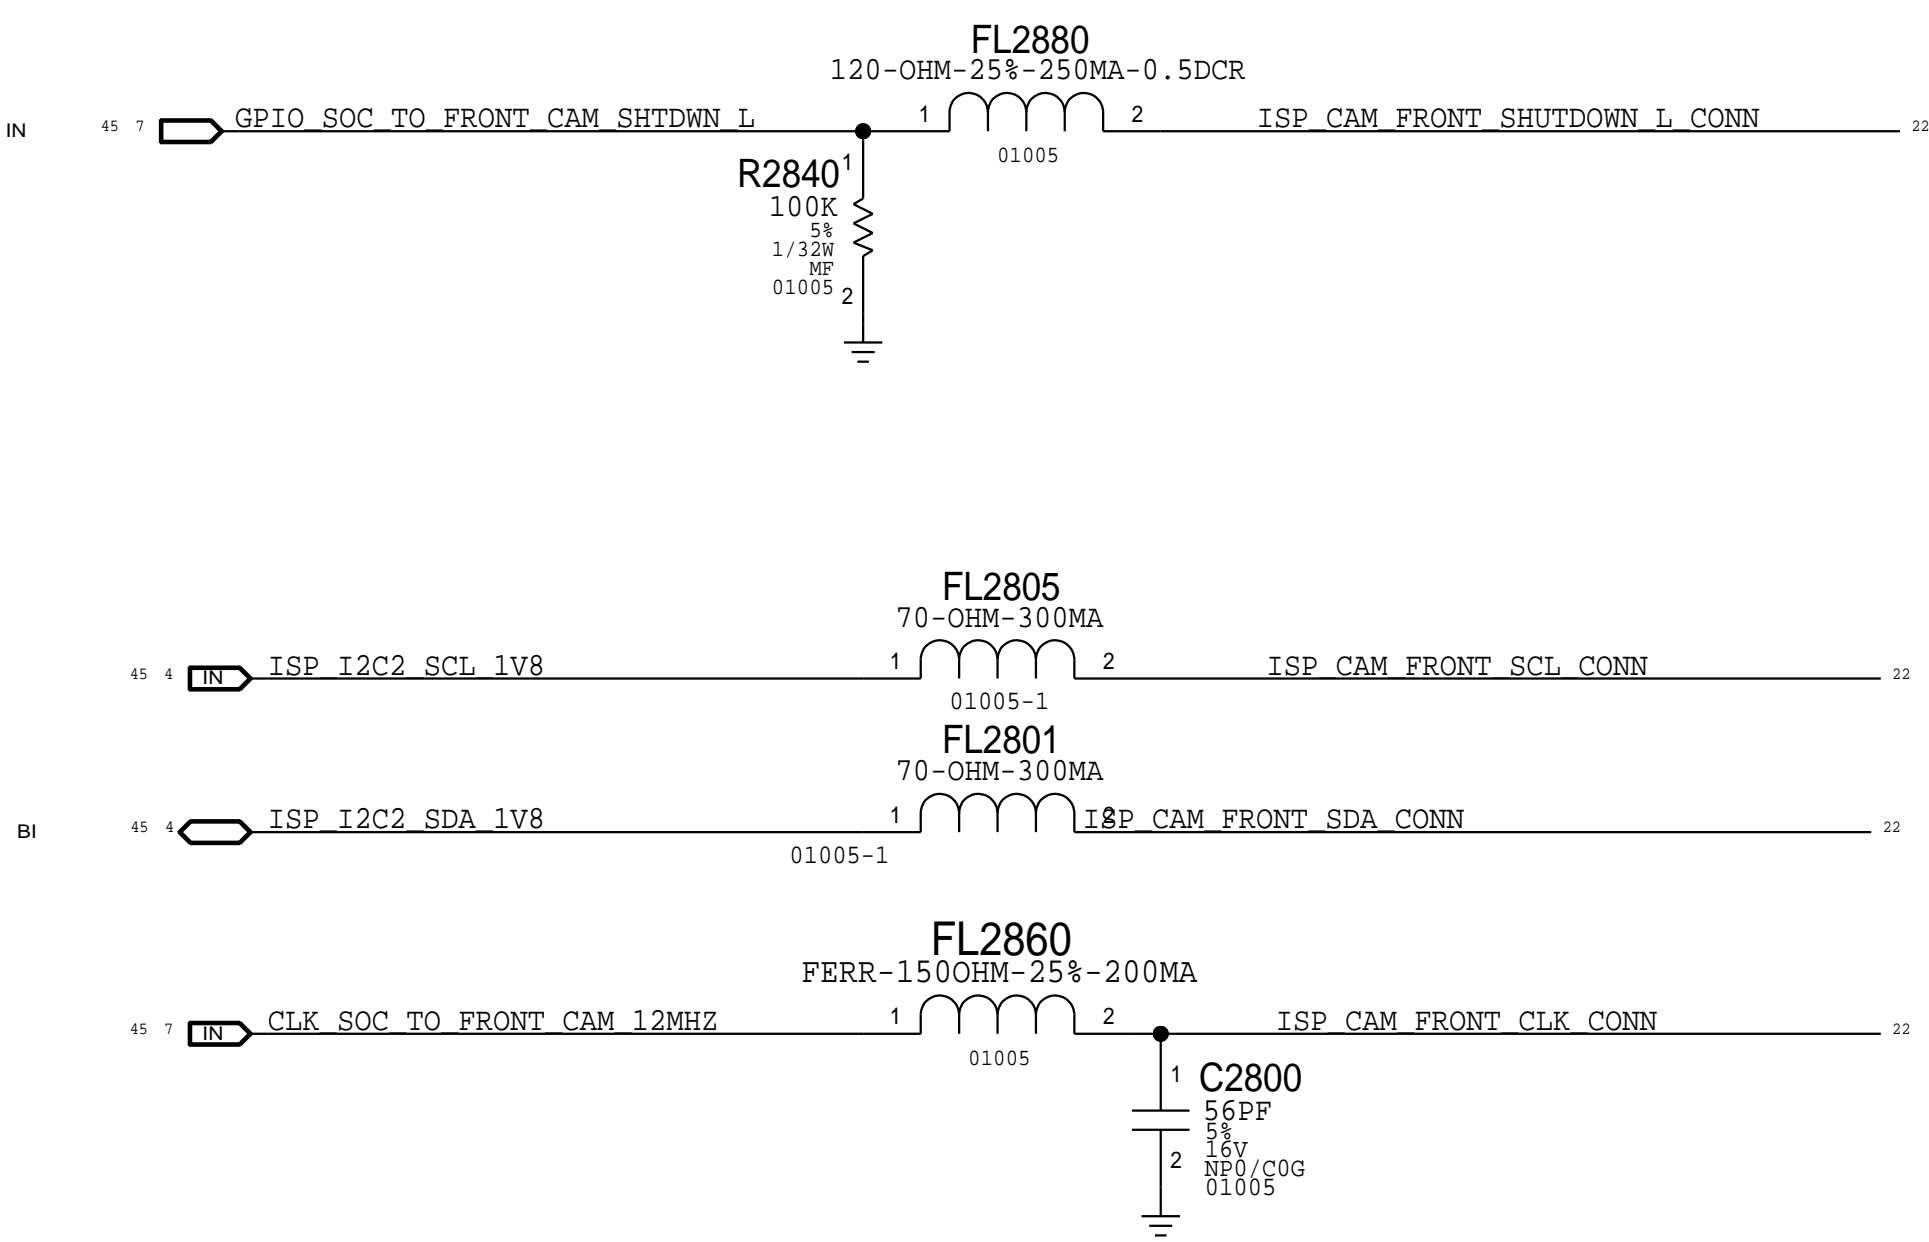 FL2880
120-OHM-25%-250MA-0.5DCR
IN 45 7 GPIO_SOC_TO_FRONT_CAM_SHTDWN_L 1 2 ISP_CAM_FRONT_SHUTDOWN_L_CONN 22
01005
R2840 1
100K
5%
1/32W
MF
01005 2
FL2805
70-OHM-300MA
45 4 IN ISP_I2C2_SCL_1V8 1 2 ISP_CAM_FRONT_SCL_CONN 22
01005-1
FL2801
70-OHM-300MA
BI 45 4 ISP_I2C2_SDA_1V8 1 2 ISP_CAM_FRONT_SDA_CONN 22
01005-1
FL2860
FERR-150OHM-25%-200MA
45 7 IN CLK_SOC_TO_FRONT_CAM_12MHZ 1 2 ISP_CAM_FRONT_CLK_CONN 22
01005
1 C2800
56PF
5%
16V
2 NP0/C0G
01005